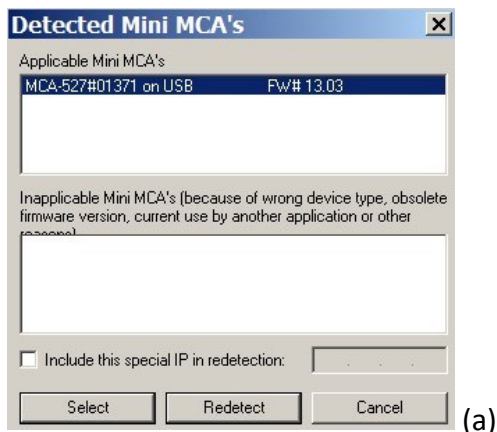 Detected Mini MCA's
Applicable Mini MCA's
MCA-527#01371 on USB FW# 13.03
Inapplicable Mini MCA's (because of wrong device type, obsolete
firmware version, current use by another application or other
Include this special IP in redetection: . . .
Select Redetect Cancel
(a)